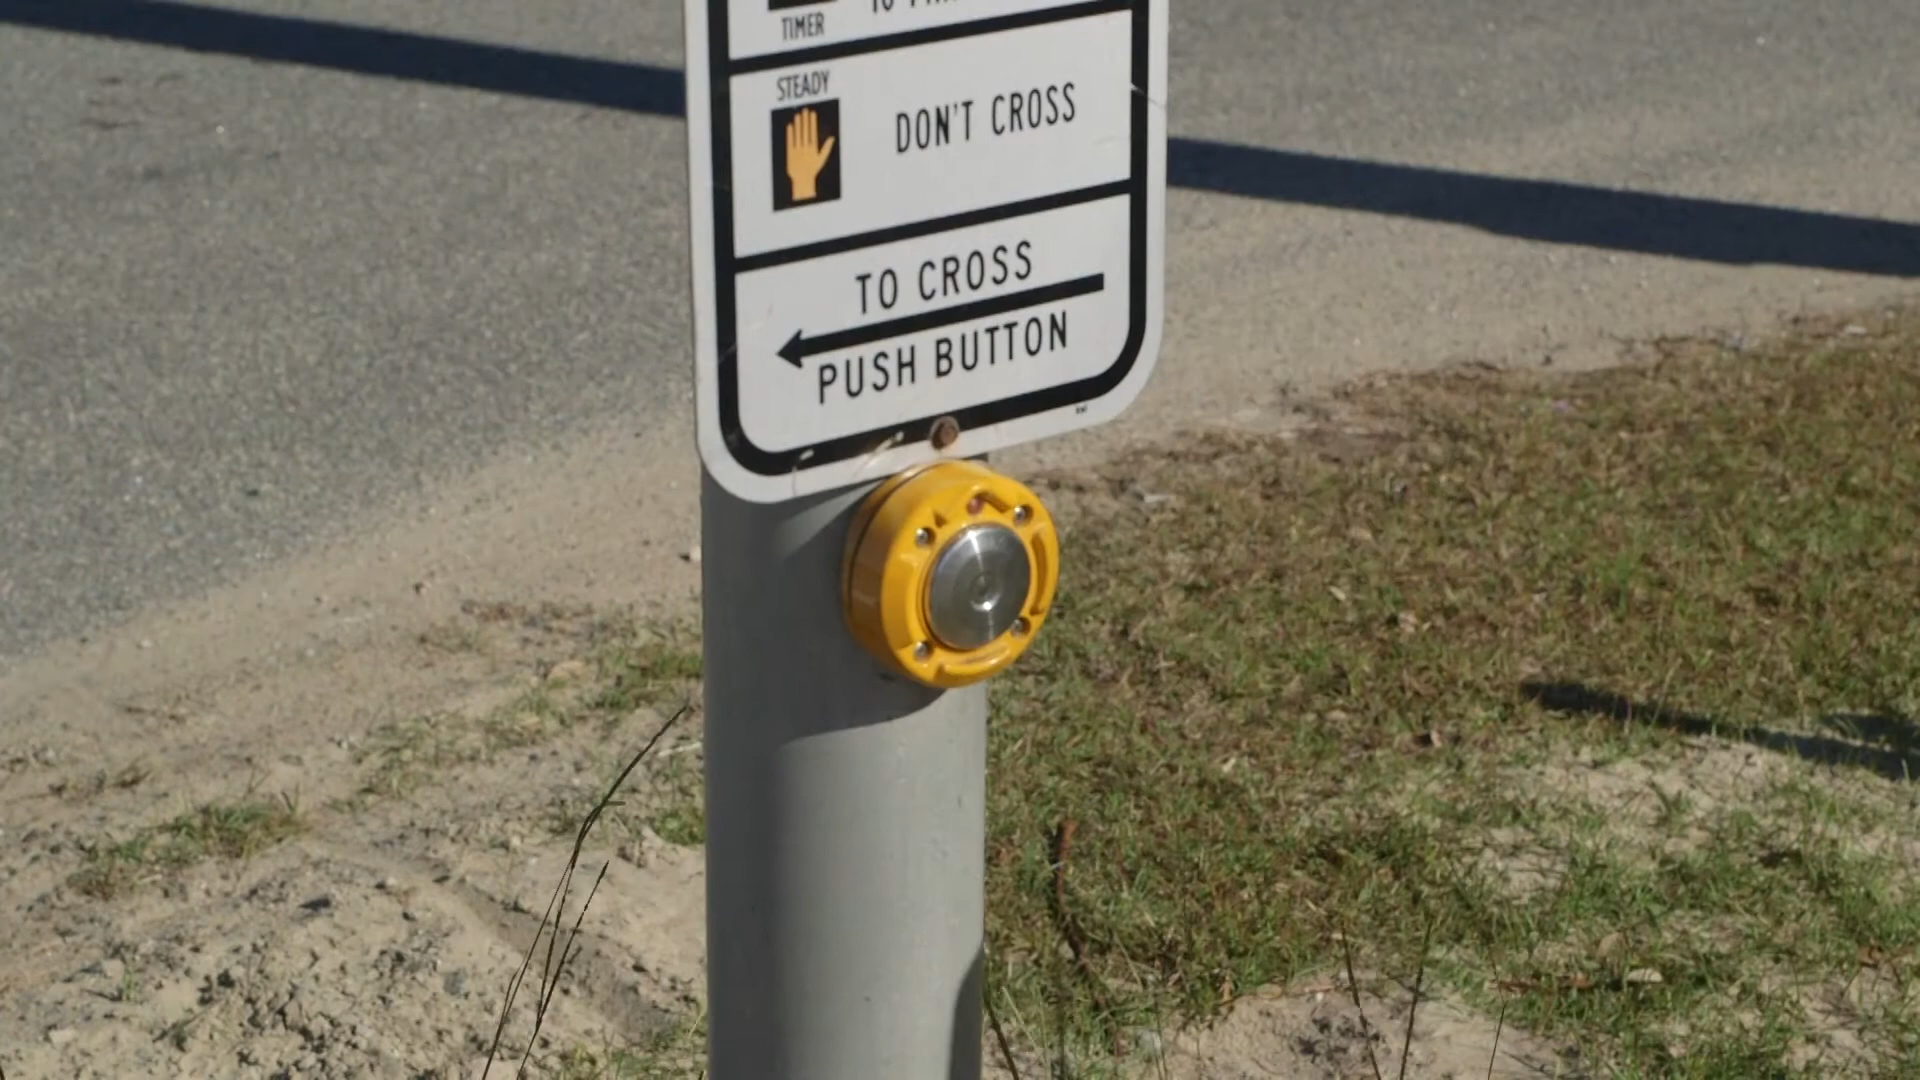 TIMER
STEADY
DON'T CROSS
TO CROSS
PUSH BUTTON